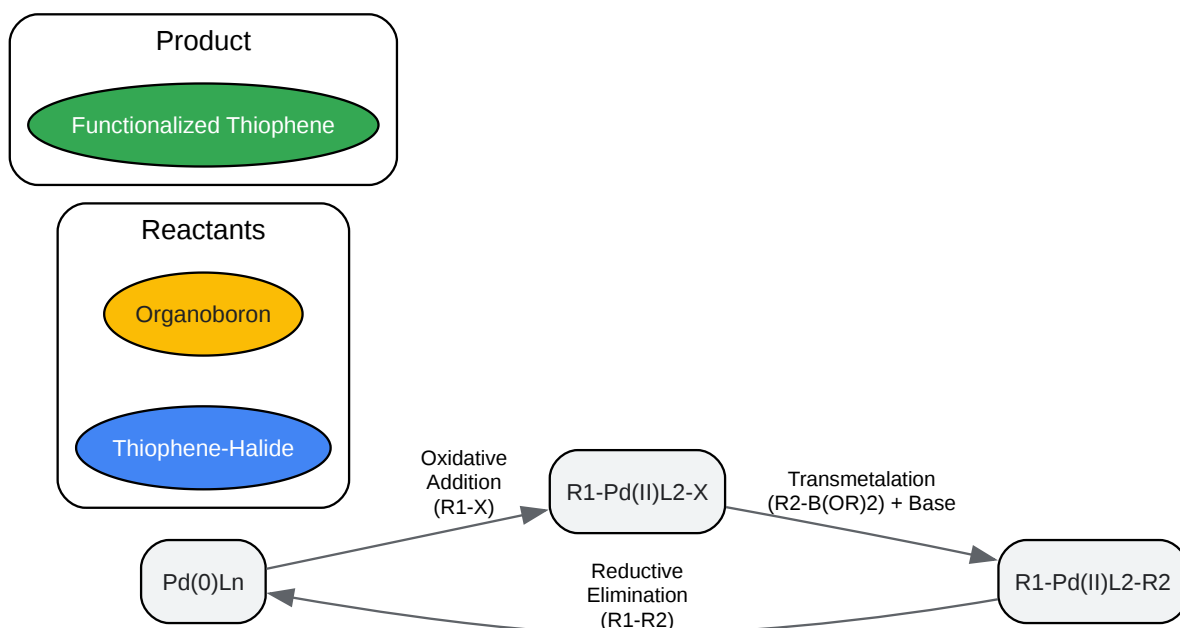 Product
Functionalized Thiophene
Reactants
Organoboron
Thiophene-Halide
Oxidative
Addition
(R1-X)
R1-Pd(II)L2-X
Transmetalation
(R2-B(OR)2) + Base
Pd(0)Ln
Reductive
Elimination
(R1-R2)
R1-Pd(II)L2-R2